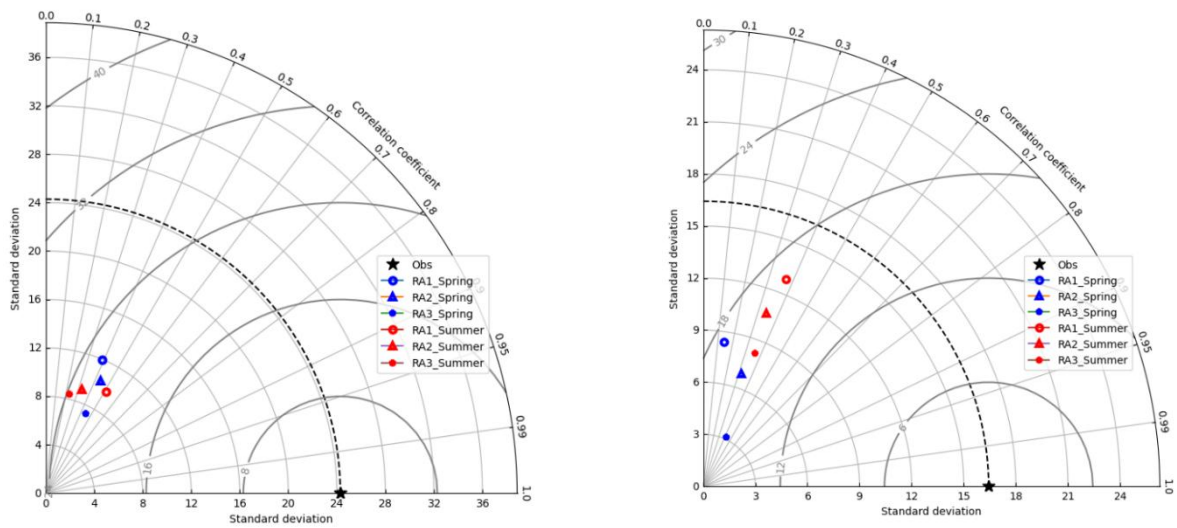 0.0
0.1
0.2
0.3
0.4
0.5
0.6
0.7
0.8
0.9
0.95
0.99
1.0
Correlation coefficient
Standard deviation
36
32
28
24
20
16
12
8
4
0
40
16
8
0 4 8 12 16 20 24 28 32 36
Standard deviation
Obs
RA1_Spring
RA2_Spring
RA3_Spring
RA1_Summer
RA2_Summer
RA3_Summer
0.0
0.1
0.2
0.3
0.4
0.5
0.6
0.7
0.8
0.95
0.99
1.0
Correlation coefficient
Standard deviation
24
21
18
15
12
9
6
3
0
30
24
18
12
6
0 3 6 9 12 15 18 21 24
Standard deviation
Obs
RA1_Spring
RA2_Spring
RA3_Spring
RA1_Summer
RA2_Summer
RA3_Summer